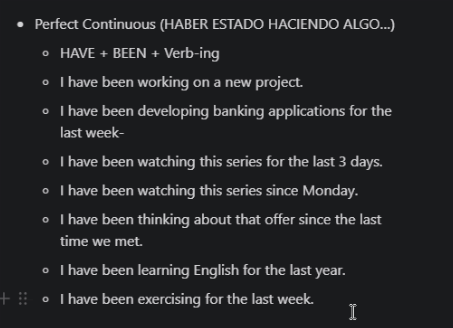 Perfect Continuous (HABER ESTADO HACIENDO ALGO...)
HAVE + BEEN + Verb-ing
I have been working on a new project.
I have been developing banking applications for the
last week-
I have been watching this series for the last 3 days.
I have been watching this series since Monday.
I have been thinking about that offer since the last
time we met.
I have been learning English for the last year.
I have been exercising for the last week.